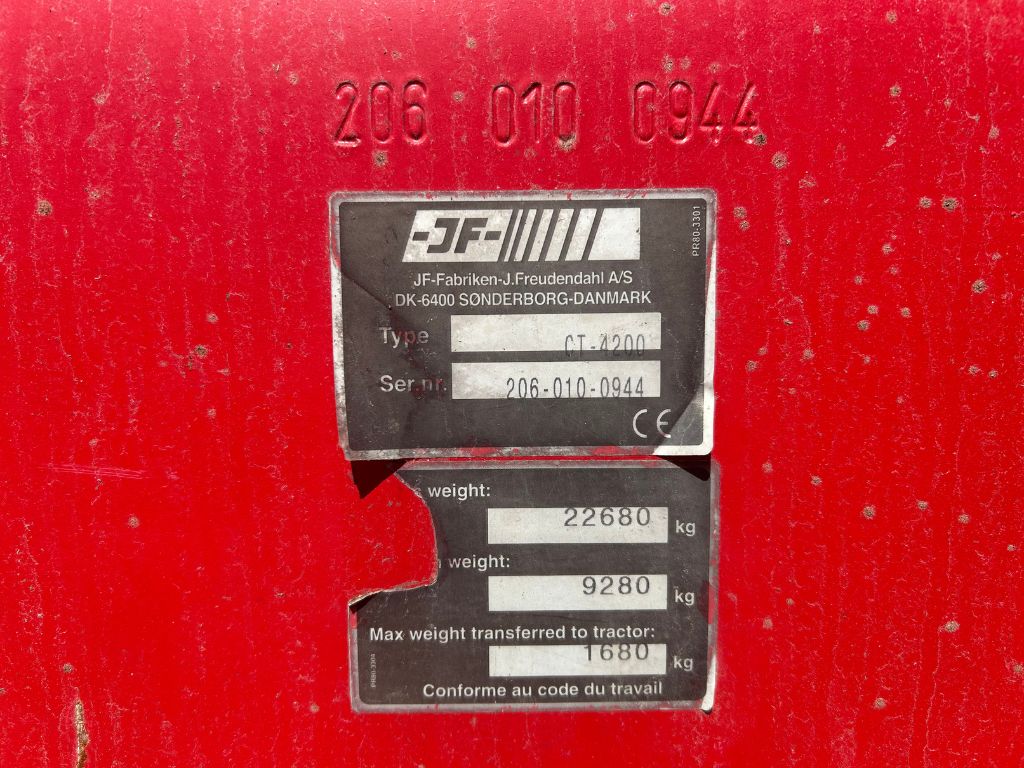 206 010 0944
-JF-
PR80-3301
JF-Fabriken-J.Freudendahl A/S
DK-6400 SØNDERBORG-DANMARK
Type CT-4200
Ser.nr. 206-010-0944
CE
weight:
22680 kg
weight:
9280 kg
Max weight transferred to tractor:
1680 kg
Conforme au code du travail